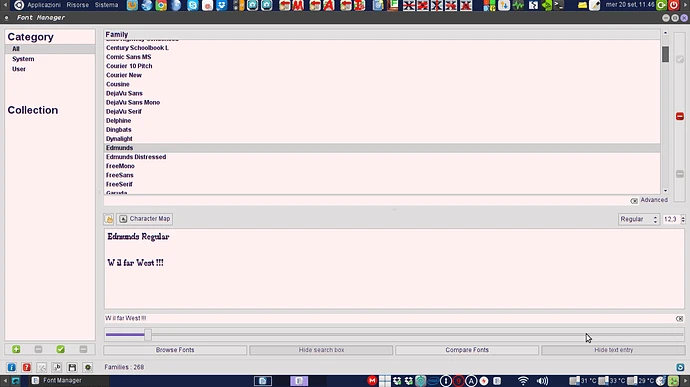 Applicazioni Risorse Sistema
mer 20 set, 11.46
Font Manager
Category
All
System
User
Collection
Family
Century Schoolbook L
Comic Sans MS
Courier 10 Pitch
Courier New
Cousine
DejaVu Sans
DejaVu Sans Mono
DejaVu Serif
Delphine
Dingbats
Dynalight
Edmunds
Edmunds Distressed
FreeMono
FreeSans
FreeSerif
Garuda
Advanced
Character Map
Regular
12,3
Edmunds Regular
W il far West !!!
W il far West !!!
Browse Fonts
Hide search box
Compare Fonts
Hide text entry
Families : 268
Font Manager
31 °C
33 °C
29 °C